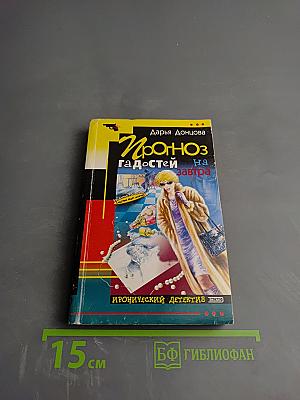 Дарья Донцова
Прогноз
гадостей на
завтра
ИРОНИЧЕСКИЙ ДЕТЕКТИВ
15 см
БФ ГИБЛИОФАН